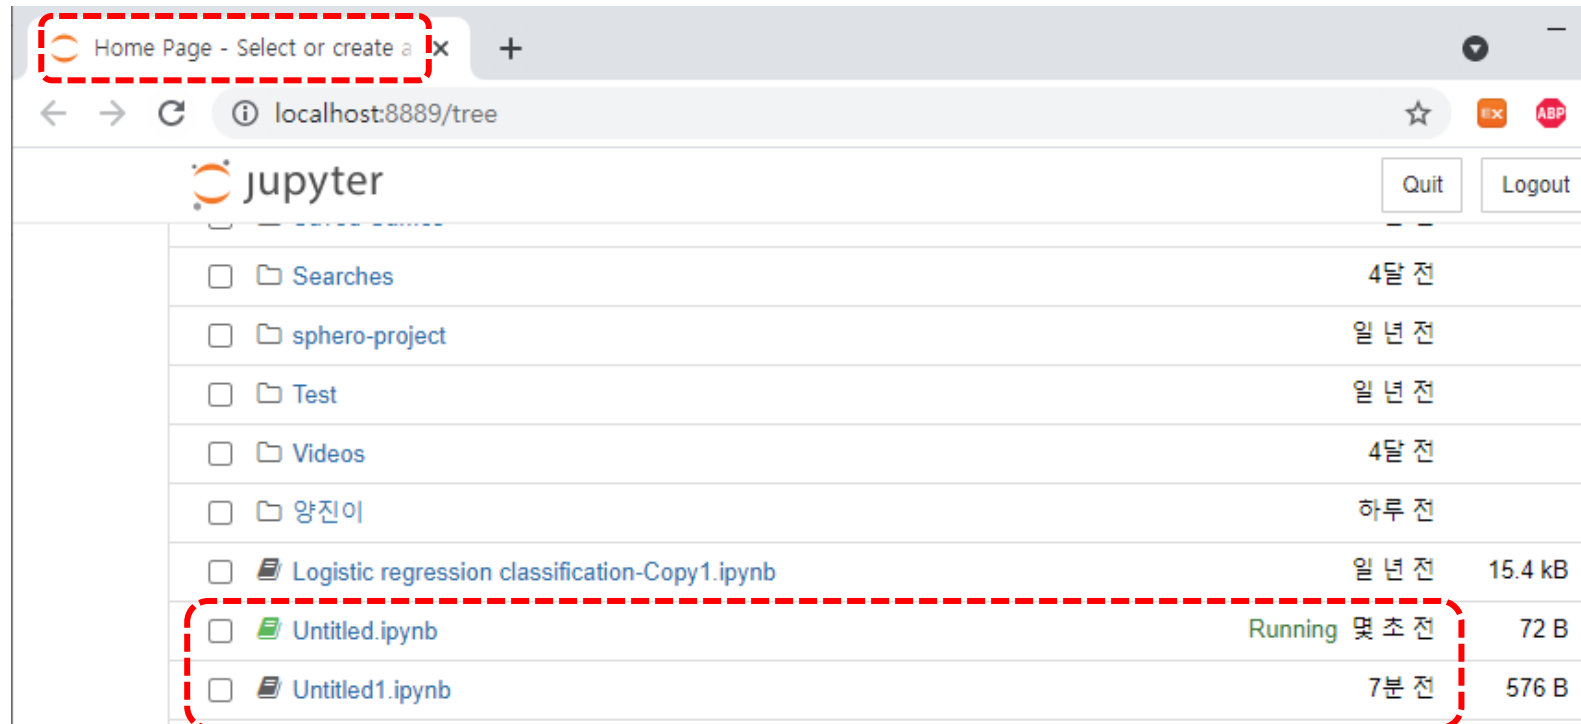 Home Page - Select or create a
localhost:8889/tree
EX
ABP
jupyter
Quit
Logout
Searches 4달 전
sphero-project 일 년 전
Test 일 년 전
Videos 4달 전
양진이 하루 전
Logistic regression classification-Copy1.ipynb 일 년 전 15.4 kB
Untitled.ipynb Running 몇 초 전 72 B
Untitled1.ipynb 7분 전 576 B